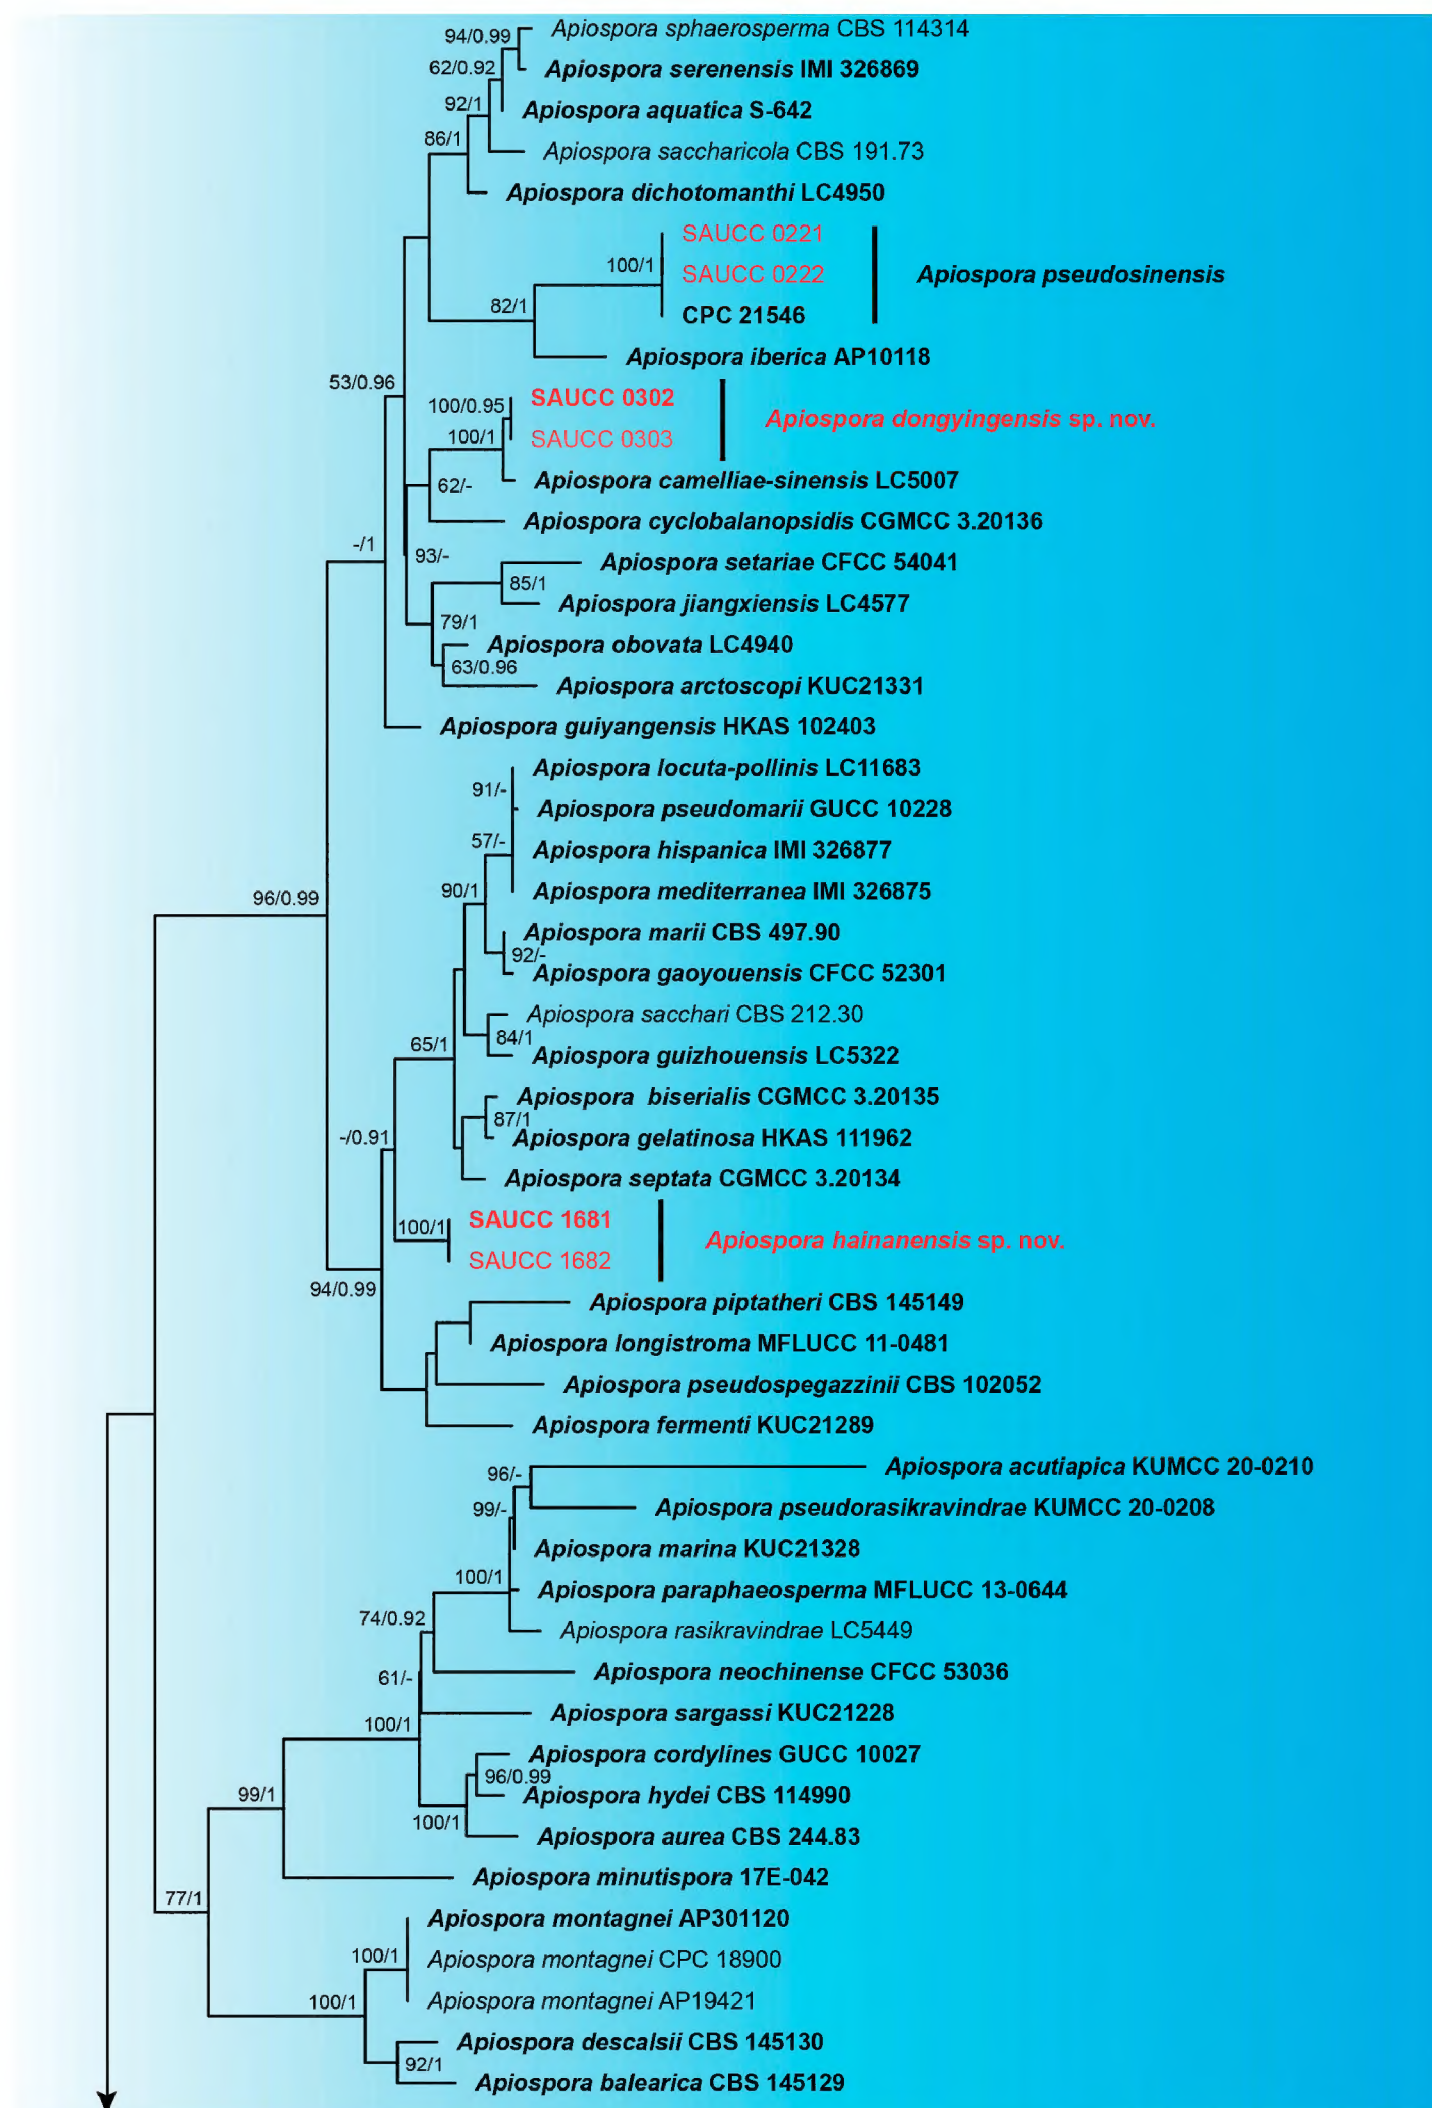 94/0.99
Apiospora sphaerosperma CBS 114314
62/0.92
Apiospora serenensis IMI 326869
92/1
Apiospora aquatica S-642
86/1
Apiospora saccharicola CBS 191.73
Apiospora dichotomanthi LC4950
SAUCC 0221
100/1
SAUCC 0222
Apiospora pseudosinensis
82/1
CPC 21546
Apiospora iberica AP10118
53/0.96
100/0.95
SAUCC 0302
Apiospora dongyingensis sp. nov.
100/1
SAUCC 0303
62/-
Apiospora camelliae-sinensis LC5007
Apiospora cyclobalanopsidis CGMCC 3.20136
-/1
93/-
Apiospora setariae CFCC 54041
85/1
Apiospora jiangxiensis LC4577
79/1
Apiospora obovata LC4940
63/0.96
Apiospora arctoscopi KUC21331
Apiospora guiyangensis HKAS 102403
Apiospora locuta-pollinis LC11683
91/-
Apiospora pseudomarii GUCC 10228
57/-
Apiospora hispanica IMI 326877
96/0.99
90/1
Apiospora mediterranea IMI 326875
Apiospora marii CBS 497.90
92/-
Apiospora gaoyouensis CFCC 52301
Apiospora sacchari CBS 212.30
65/1
84/1
Apiospora guizhouensis LC5322
Apiospora biserialis CGMCC 3.20135
87/1
-/0.91
Apiospora gelatinosa HKAS 111962
Apiospora septata CGMCC 3.20134
100/1
SAUCC 1681
Apiospora hainanensis sp. nov.
SAUCC 1682
94/0.99
Apiospora piptatheri CBS 145149
Apiospora longistroma MFLUCC 11-0481
Apiospora pseudospegazzinii CBS 102052
Apiospora fermenti KUC21289
96/-
Apiospora acutiapica KUMCC 20-0210
99/-
Apiospora pseudorasikravindrae KUMCC 20-0208
Apiospora marina KUC21328
100/1
Apiospora paraphaeosperma MFLUCC 13-0644
74/0.92
Apiospora rasikravindrae LC5449
61/-
Apiospora neochinense CFCC 53036
100/1
Apiospora sargassi KUC21228
Apiospora cordylines GUCC 10027
96/0.99
99/1
Apiospora hydei CBS 114990
100/1
Apiospora aurea CBS 244.83
Apiospora minutispora 17E-042
77/1
Apiospora montagnei AP301120
100/1
Apiospora montagnei CPC 18900
100/1
Apiospora montagnei AP19421
Apiospora descalsii CBS 145130
92/1
Apiospora balearica CBS 145129